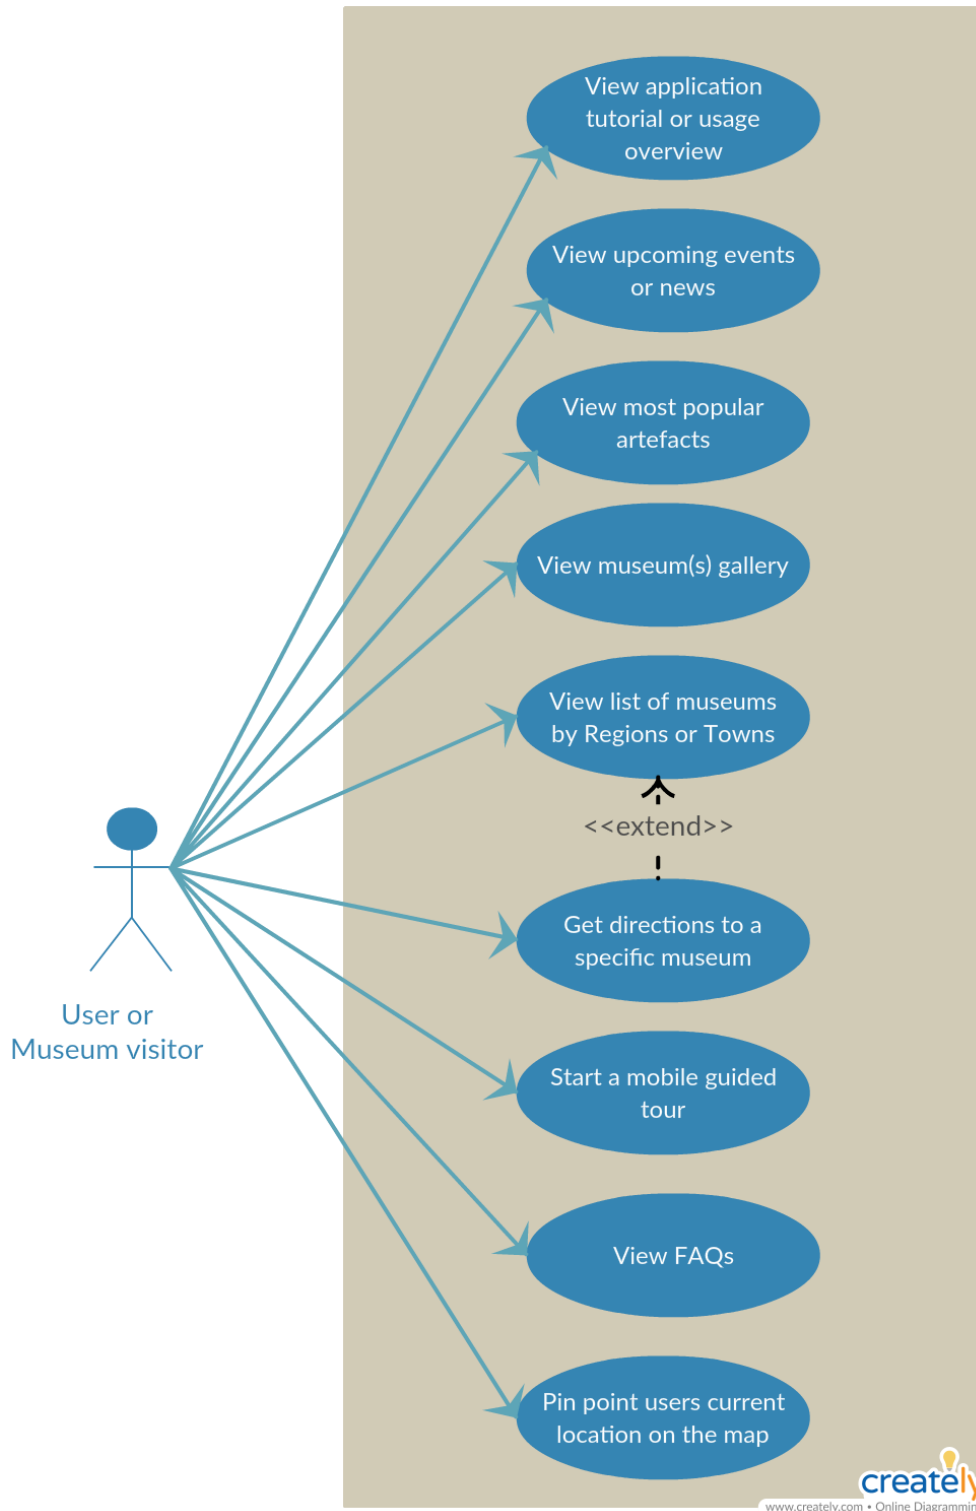 View application
tutorial or usage
overview
View upcoming events
or news
View most popular
artefacts
View museum(s) gallery
View list of museums
by Regions or Towns
<<extend>>
Get directions to a
specific museum
User or
Museum visitor
Start a mobile guided
tour
View FAQs
Pin point users current
location on the map
creately
www.creately.com • Online Diagrammin